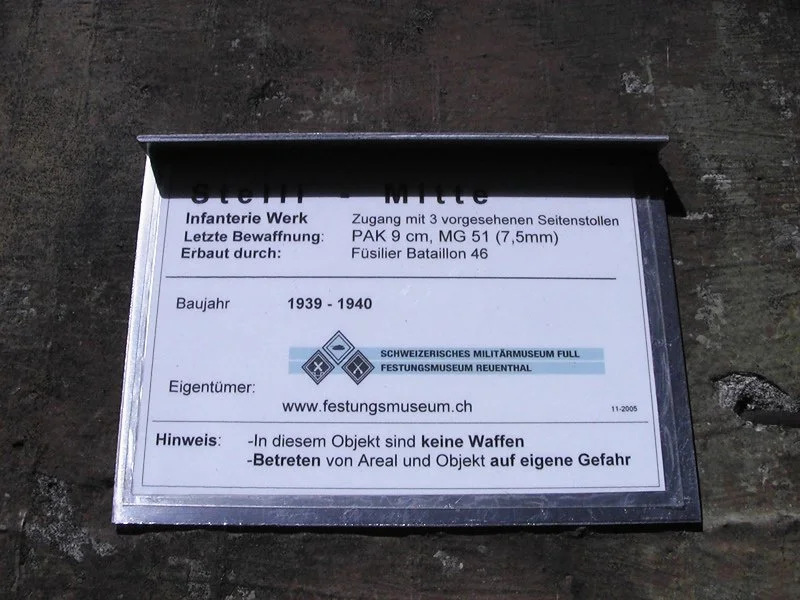 Stelli - Mitte
Infanterie Werk Zugang mit 3 vorgesehenen Seitenstollen
Letzte Bewaffnung: PAK 9 cm, MG 51 (7,5mm)
Erbaut durch: Füsilier Bataillon 46
Baujahr 1939 - 1940
SCHWEIZERISCHES MILITÄRMUSEUM FULL
FESTUNGSMUSEUM REUENTHAL
Eigentümer:
www.festungsmuseum.ch 11-2005
Hinweis: -In diesem Objekt sind keine Waffen
-Betreten von Areal und Objekt auf eigene Gefahr